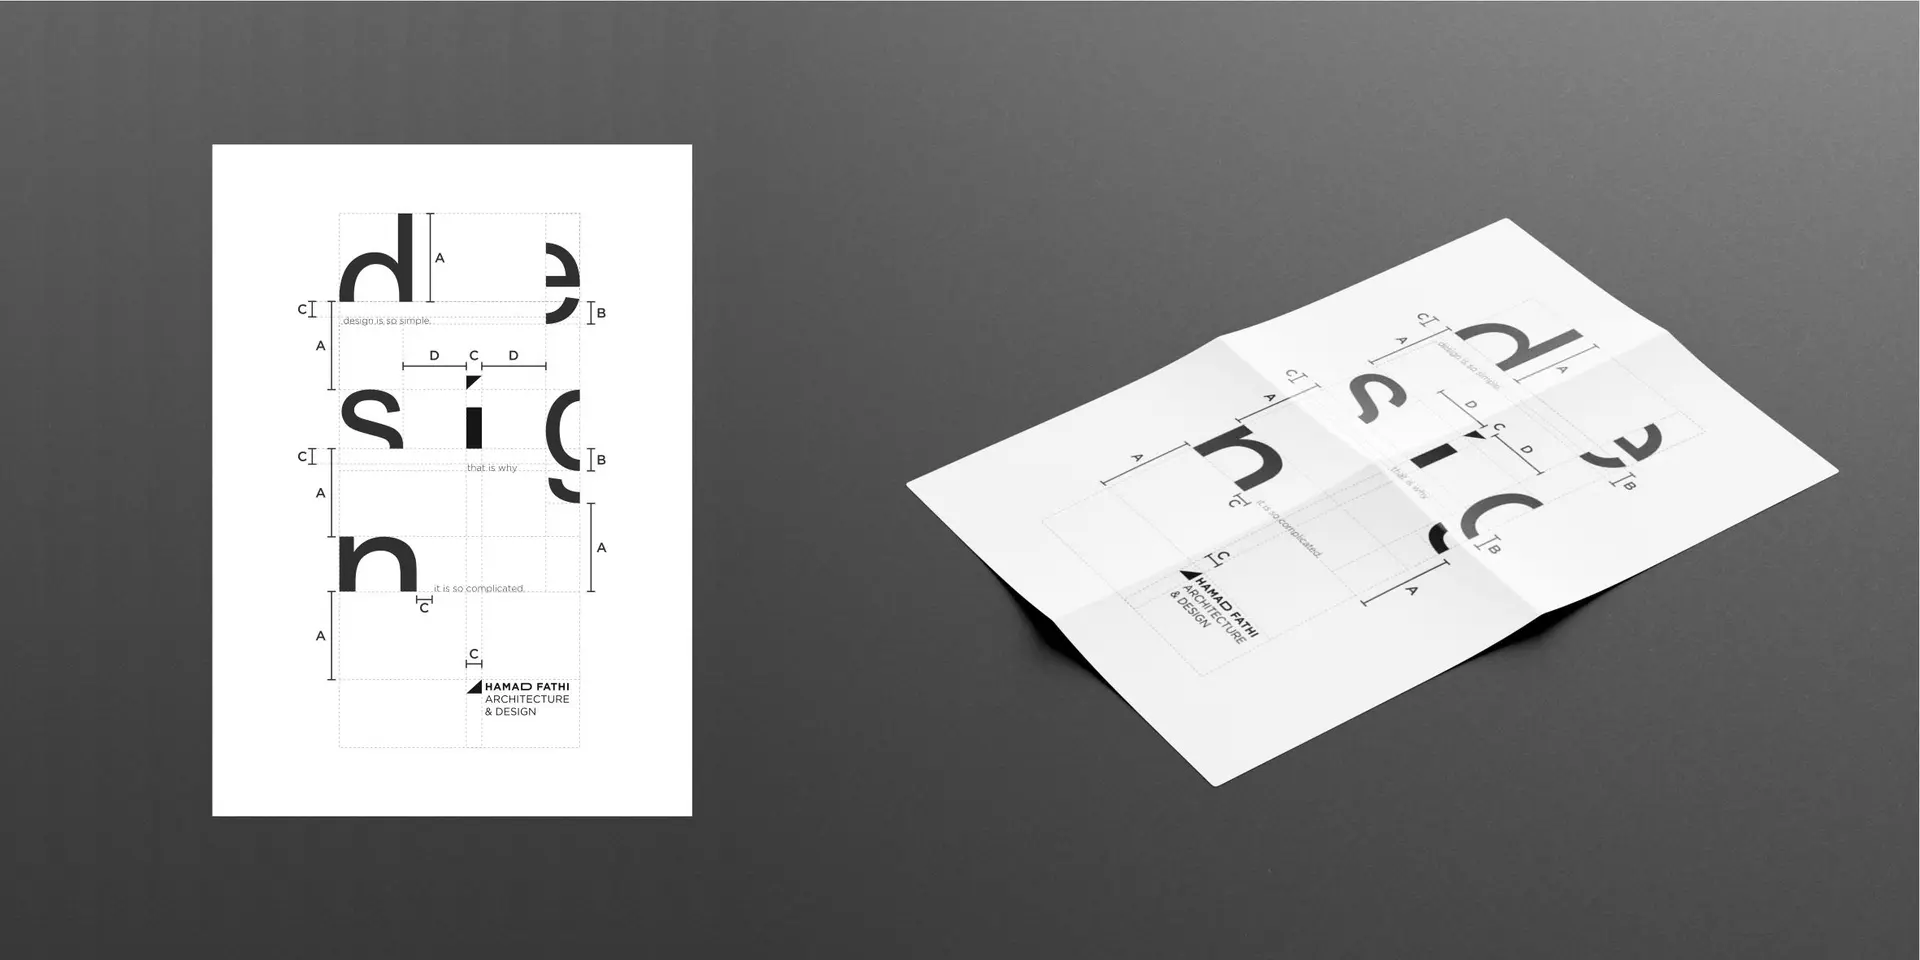 d A e
C B
design is so simple.
A
D C D
s i g
C B
that is why
A
n A
it is so complicated.
C
A
C
HAMAD FATHI
ARCHITECTURE
& DESIGN
d A e
C B
design is so simple.
A
D C D
s i g
C B
that is why
A
n A
it is so complicated.
C
A
C
HAMAD FATHI
ARCHITECTURE
& DESIGN